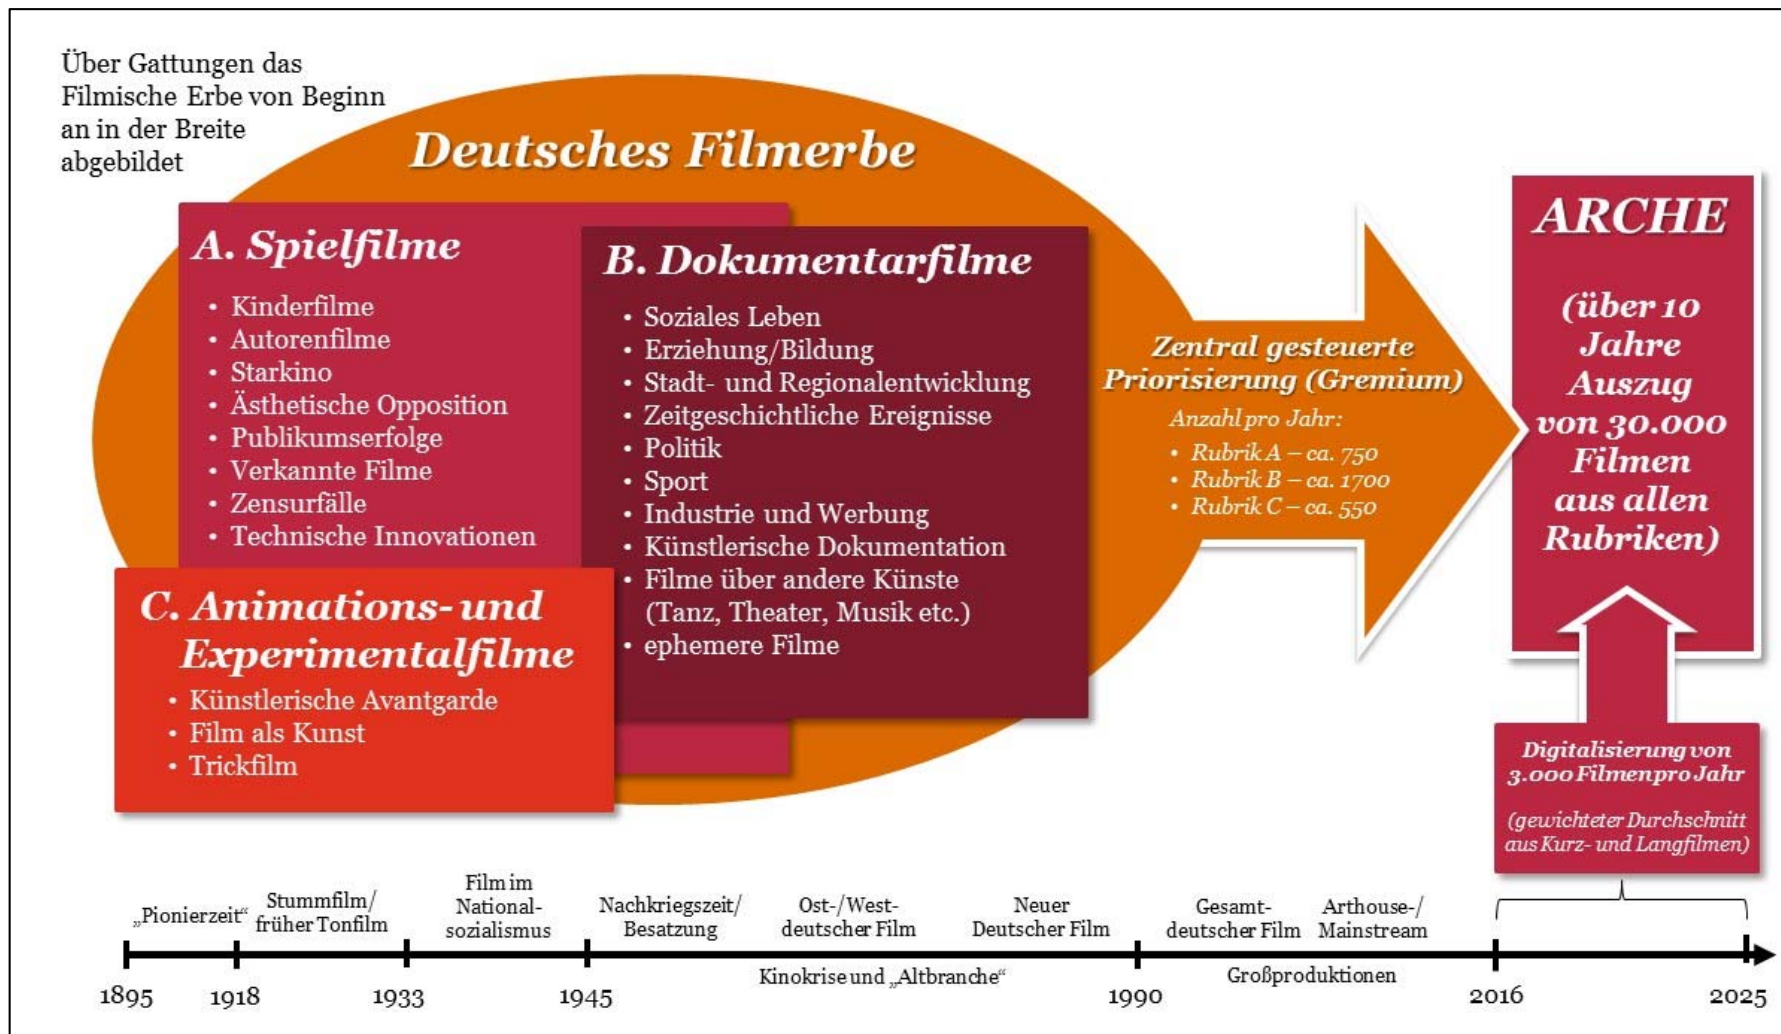 Über Gattungen das
Filmische Erbe von Beginn
an in der Breite
abgebildet
Deutsches Filmerbe
A. Spielfilme
• Kinderfilme
• Autorenfilme
• Starkino
• Ästhetische Opposition
• Publikumserfolge
• Verkannte Filme
• Zensurfälle
• Technische Innovationen
B. Dokumentarfilme
• Soziales Leben
• Erziehung/Bildung
• Stadt- und Regionalentwicklung
• Zeitgeschichtliche Ereignisse
• Politik
• Sport
• Industrie und Werbung
• Künstlerische Dokumentation
• Filme über andere Künste
(Tanz, Theater, Musik etc.)
• ephemere Filme
C. Animations- und
Experimentalfilme
• Künstlerische Avantgarde
• Film als Kunst
• Trickfilm
Zentral gesteuerte
Priorisierung (Gremium)
Anzahl pro Jahr:
• Rubrik A – ca. 750
• Rubrik B – ca. 1700
• Rubrik C – ca. 550
ARCHE
(über 10
Jahre
Auszug
von 30.000
Filmen
aus allen
Rubriken)
Digitalisierung von
3.000 Filmenpro Jahr
(gewichteter Durchschnitt
aus Kurz- und Langfilmen)
„Pionierzeit“
Stummfilm/
früher Tonfilm
Film im
National-
sozialismus
Nachkriegszeit/
Besatzung
Ost-/West-
deutscher Film
Neuer
Deutscher Film
Gesamt-
deutscher Film
Arthouse-/
Mainstream
Kinokrise und „Altbranche“
Großproduktionen
1895
1918
1933
1945
1990
2016
2025